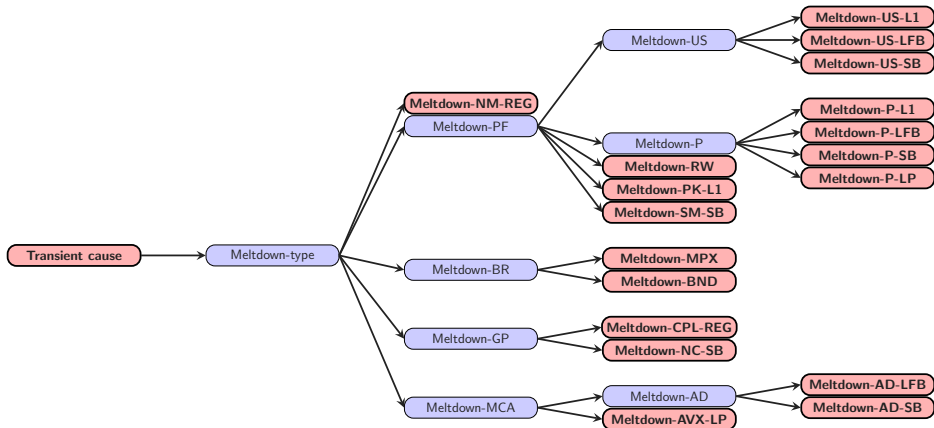 Transient cause
Meltdown-type
Meltdown-NM-REG
Meltdown-PF
Meltdown-US
Meltdown-US-L1
Meltdown-US-LFB
Meltdown-US-SB
Meltdown-P
Meltdown-P-L1
Meltdown-P-LFB
Meltdown-P-SB
Meltdown-P-LP
Meltdown-RW
Meltdown-PK-L1
Meltdown-SM-SB
Meltdown-BR
Meltdown-MPX
Meltdown-BND
Meltdown-GP
Meltdown-CPL-REG
Meltdown-NC-SB
Meltdown-MCA
Meltdown-AD
Meltdown-AD-LFB
Meltdown-AD-SB
Meltdown-AVX-LP